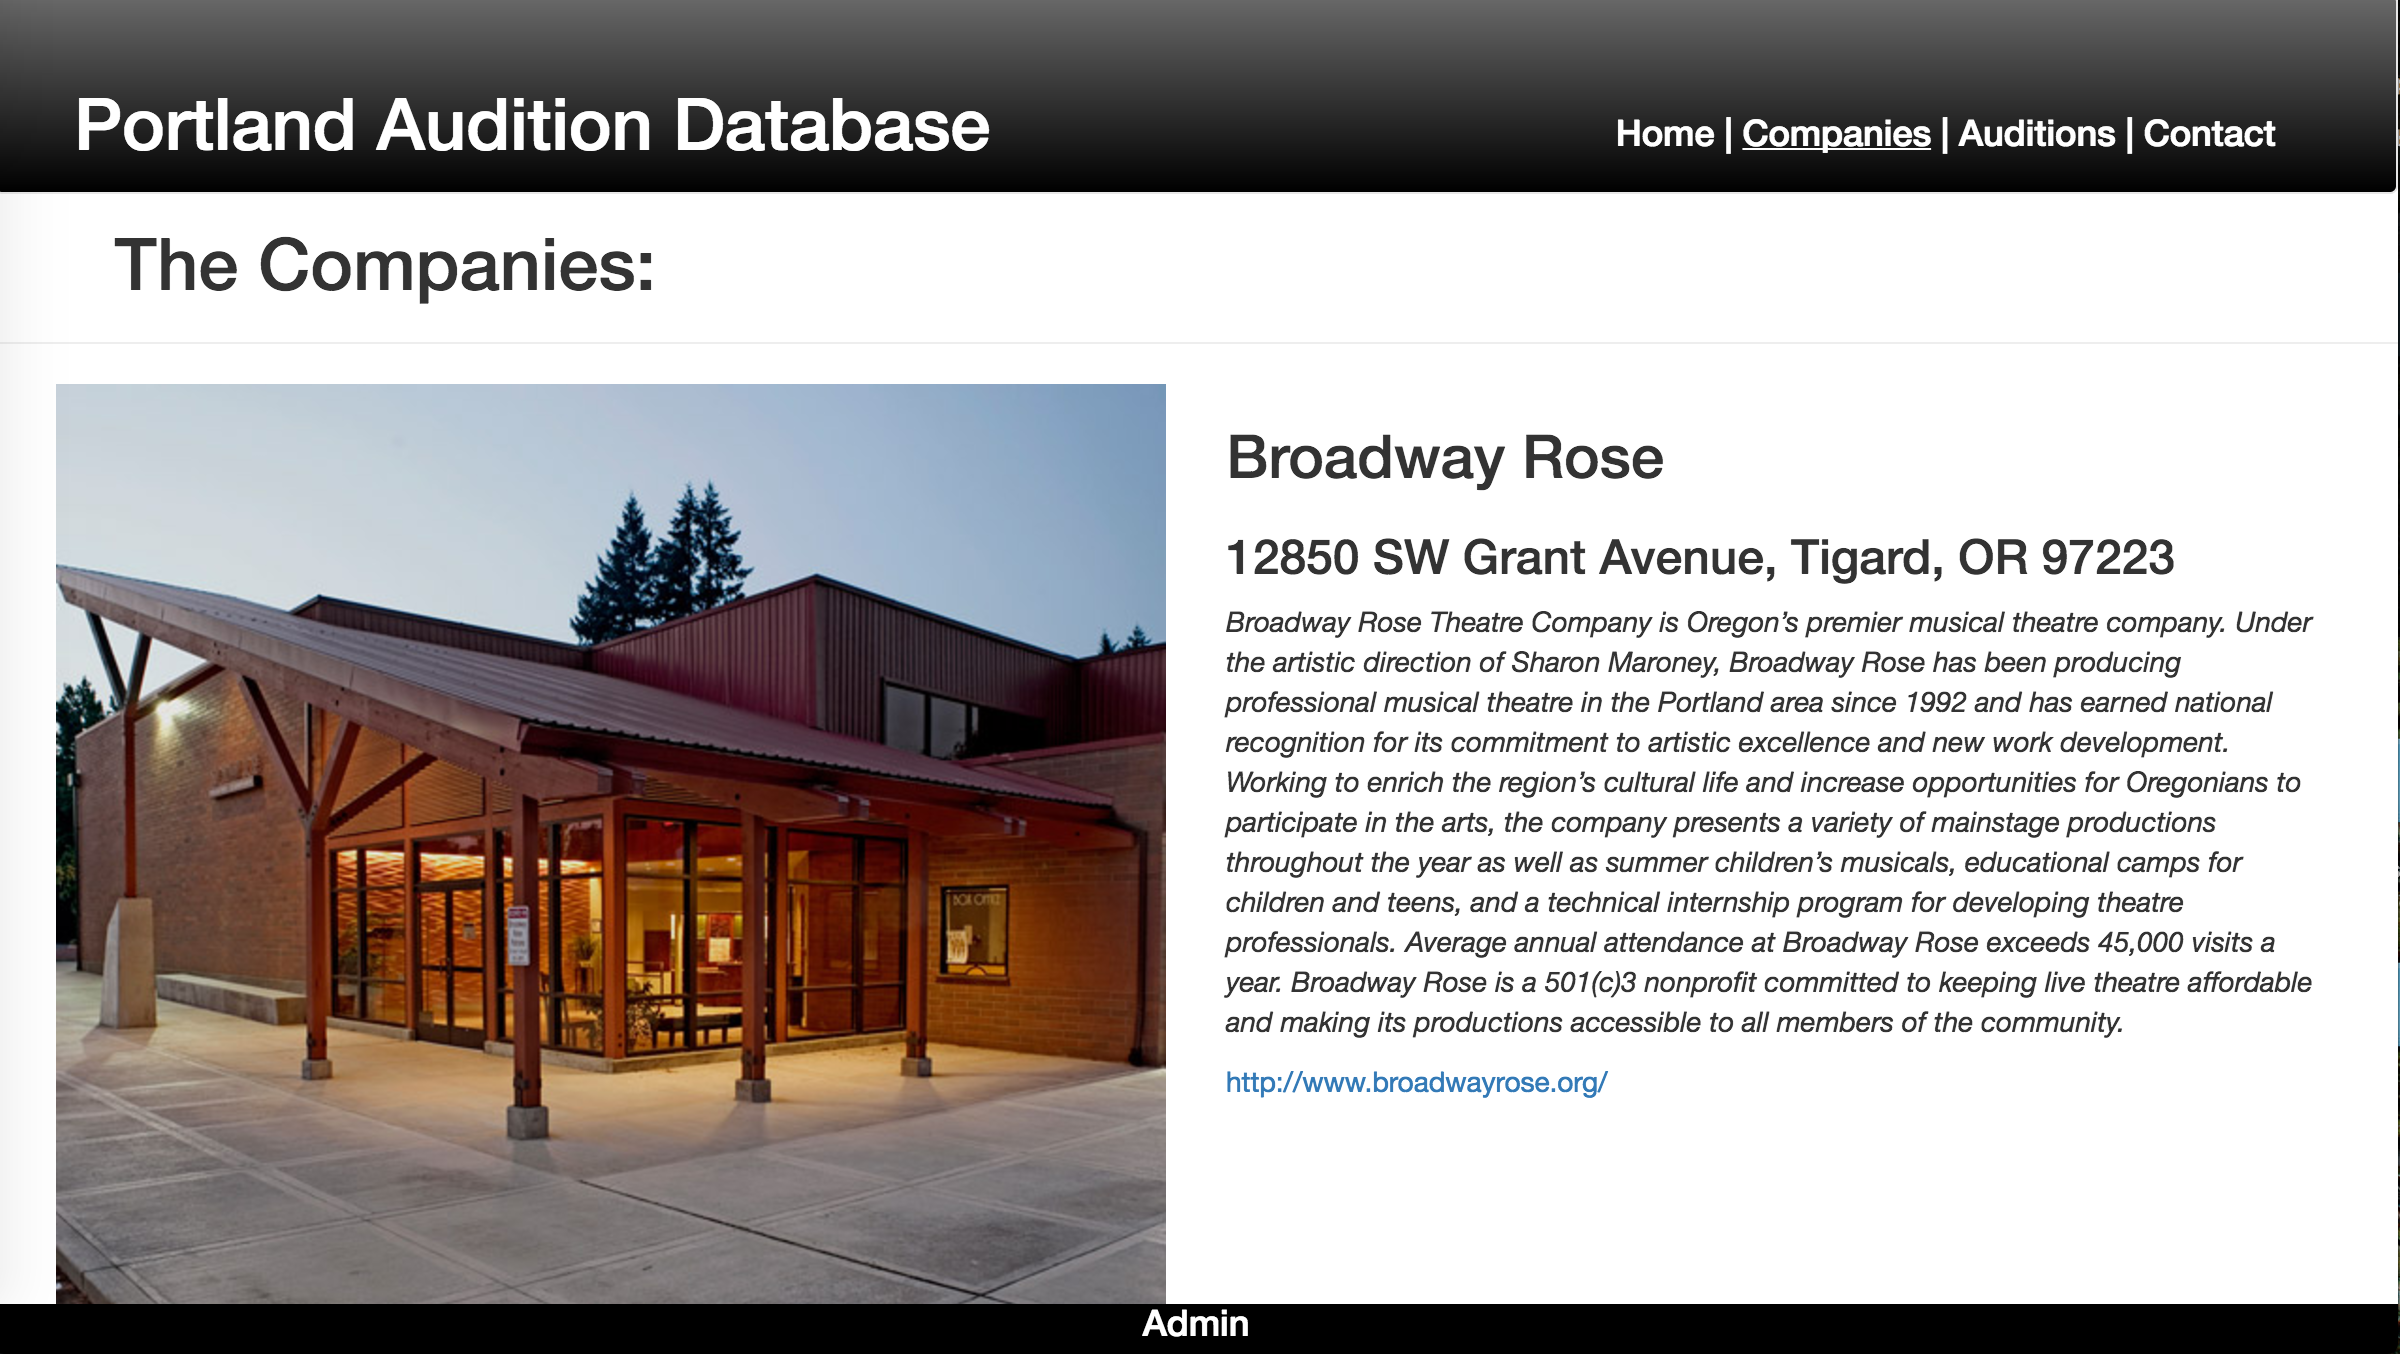 Portland Audition Database
Home | Companies | Auditions | Contact
The Companies:
Broadway Rose
12850 SW Grant Avenue, Tigard, OR 97223
Broadway Rose Theatre Company is Oregon’s premier musical theatre company. Under
the artistic direction of Sharon Maroney, Broadway Rose has been producing
professional musical theatre in the Portland area since 1992 and has earned national
recognition for its commitment to artistic excellence and new work development.
Working to enrich the region’s cultural life and increase opportunities for Oregonians to
participate in the arts, the company presents a variety of mainstage productions
throughout the year as well as summer children’s musicals, educational camps for
children and teens, and a technical internship program for developing theatre
professionals. Average annual attendance at Broadway Rose exceeds 45,000 visits a
year. Broadway Rose is a 501(c)3 nonprofit committed to keeping live theatre affordable
and making its productions accessible to all members of the community.
http://www.broadwayrose.org/
BOX OFFICE
Admin